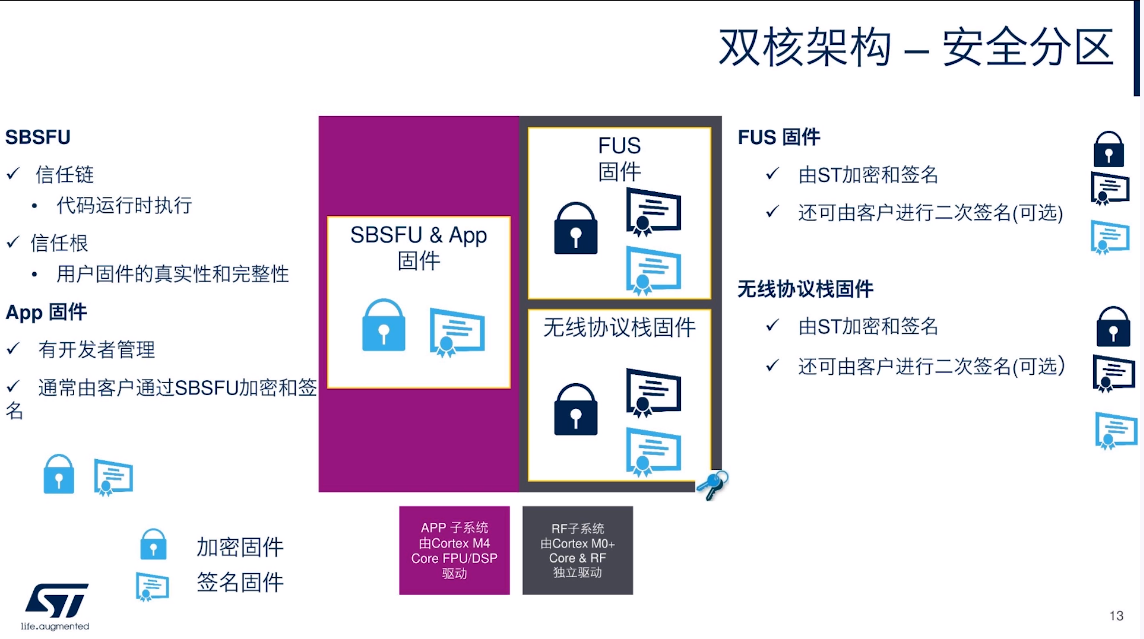 双核架构 – 安全分区
SBSFU
✓ 信任链
• 代码运行时执行
✓ 信任根
• 用户固件的真实性和完整性
App 固件
✓ 有开发者管理
✓ 通常由客户通过SBSFU加密和签
名
加密固件
签名固件
SBSFU & App
固件
FUS
固件
无线协议栈固件
APP 子系统
由Cortex M4
Core FPU/DSP
驱动
RF子系统
由Cortex M0+
Core & RF
独立驱动
FUS 固件
✓ 由ST加密和签名
✓ 还可由客户进行二次签名(可选)
无线协议栈固件
✓ 由ST加密和签名
✓ 还可由客户进行二次签名(可选）
ST
life.augmented
13